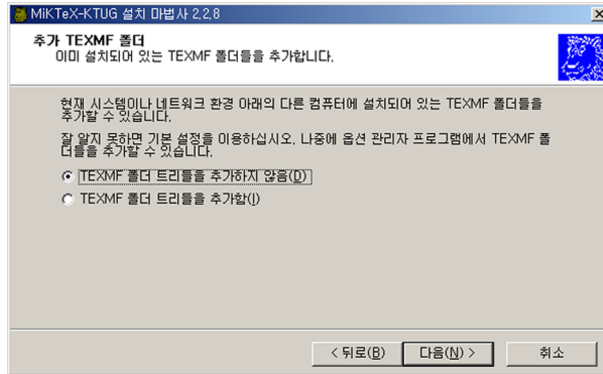 MiKTeX-KTUG 설치 마법사 2,2,8
추가 TEXMF 폴더
이미 설치되어 있는 TEXMF 폴더들을 추가합니다.
현재 시스템이나 네트워크 환경 아래의 다른 컴퓨터에 설치되어 있는 TEXMF 폴더들을
추가할 수 있습니다.
잘 알지 못하면 기본 설정을 이용하십시오. 나중에 옵션 관리자 프로그램에서 TEXMF 폴
더들을 추가할 수 있습니다.
TEXMF 폴더 트리들을 추가하지 않음(D)
TEXMF 폴더 트리들을 추가함(I)
< 뒤로(B) 다음(N) > 취소